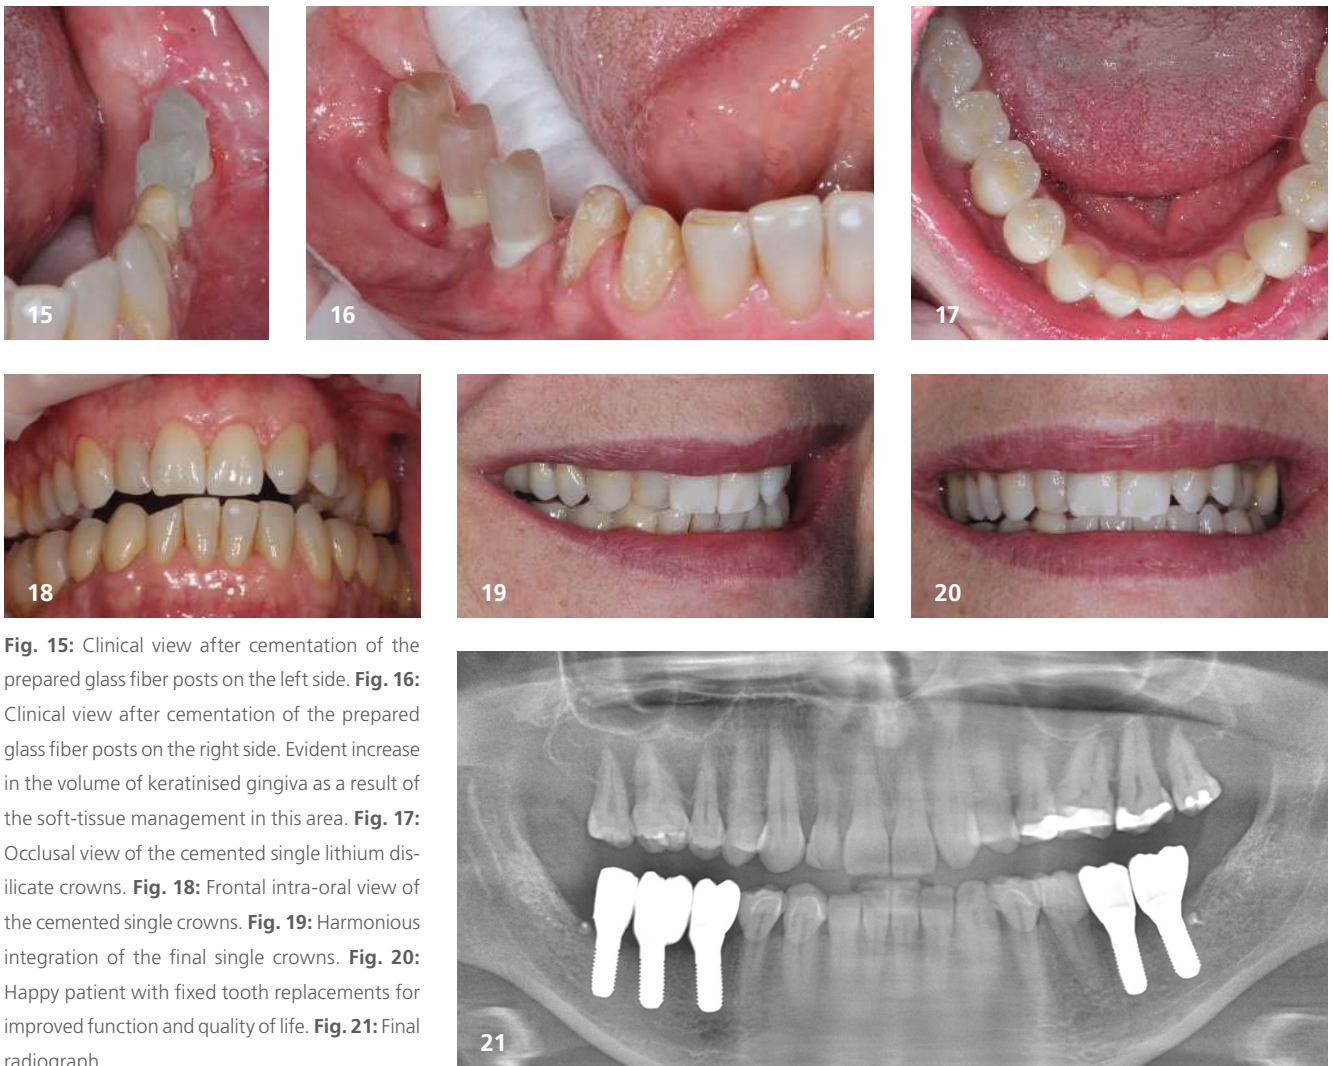 15
16
17
18
19
20
Fig. 15: Clinical view after cementation of the
prepared glass fiber posts on the left side. Fig. 16:
Clinical view after cementation of the prepared
glass fiber posts on the right side. Evident increase
in the volume of keratinised gingiva as a result of
the soft-tissue management in this area. Fig. 17:
Occlusal view of the cemented single lithium dis-
ilicate crowns. Fig. 18: Frontal intra-oral view of
the cemented single crowns. Fig. 19: Harmonious
integration of the final single crowns. Fig. 20:
Happy patient with fixed tooth replacements for
improved function and quality of life. Fig. 21: Final
radiograph
21